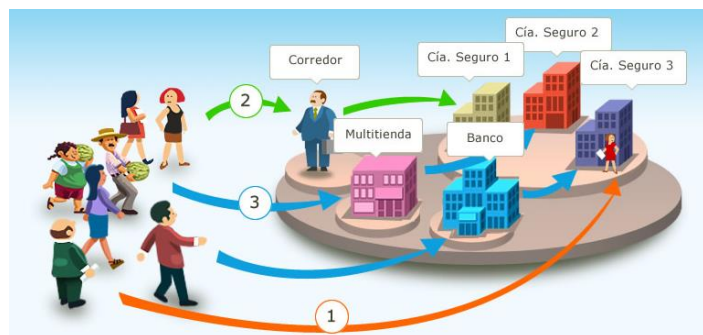 Cía. Seguro 2
Cía. Seguro 1
Corredor
Cía. Seguro 3
2
Multitienda
Banco
3
1